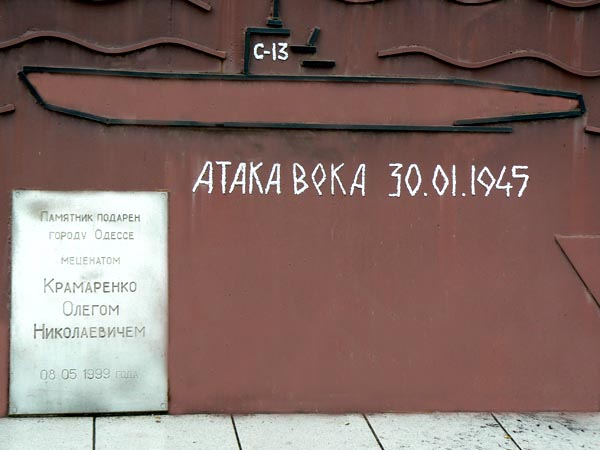 С-13
АТАКА ВЕКА 30.01.1945
Памятник подарен
городу Одессе
меценатом
Крамаренко
Олегом
Николаевичем
08 05 1999 года